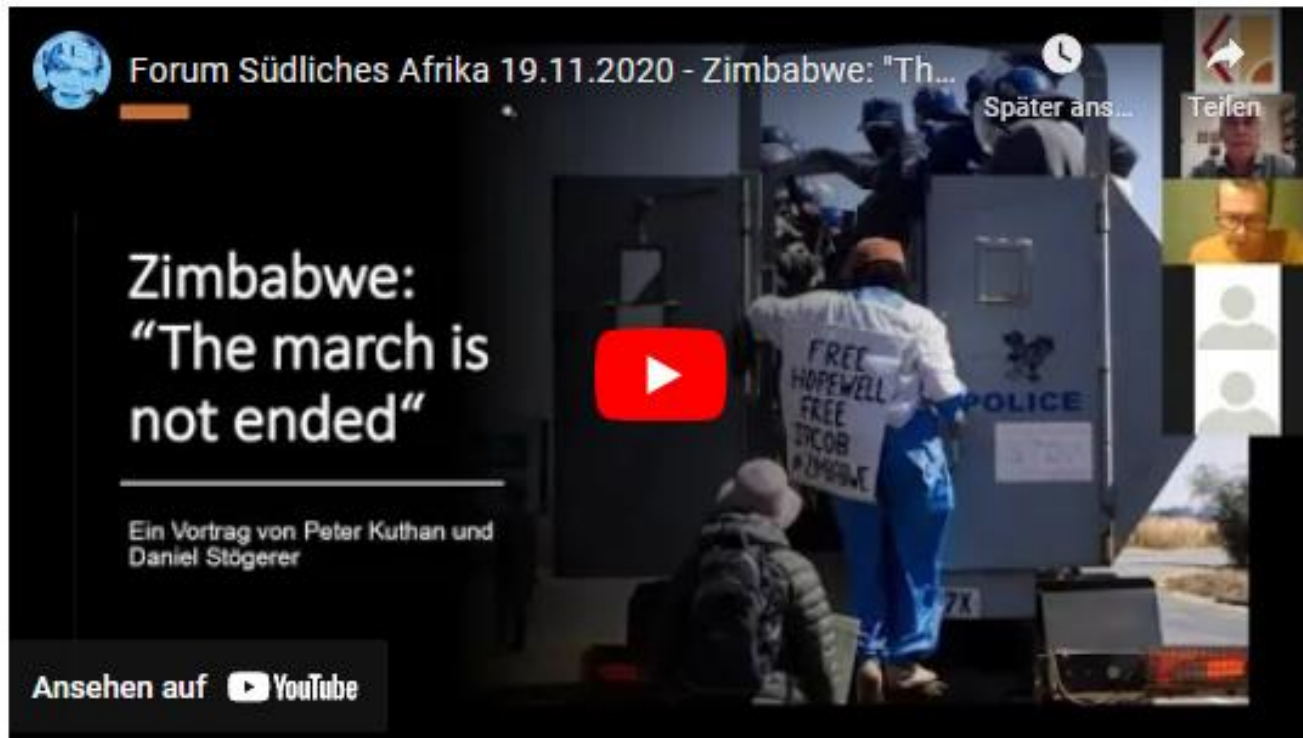 Forum Südliches Afrika 19.11.2020 - Zimbabwe: "Th...
Später ans...
Teilen
Zimbabwe:
“The march is
not ended“
Ein Vortrag von Peter Kuthan und
Daniel Stögerer
FREE
HOPEWELL
FREE
JACOB
#ZIMBABWE
POLICE
7X
Ansehen auf YouTube